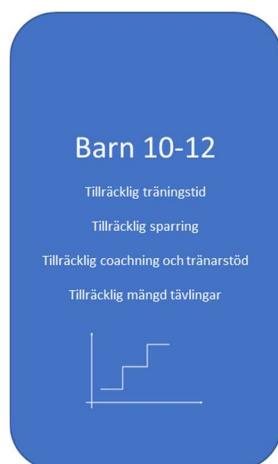 Barn 10-12
Tillräcklig träningstid
Tillräcklig sparring
Tillräcklig coachning och tränarstöd
Tillräcklig mängd tävlingar